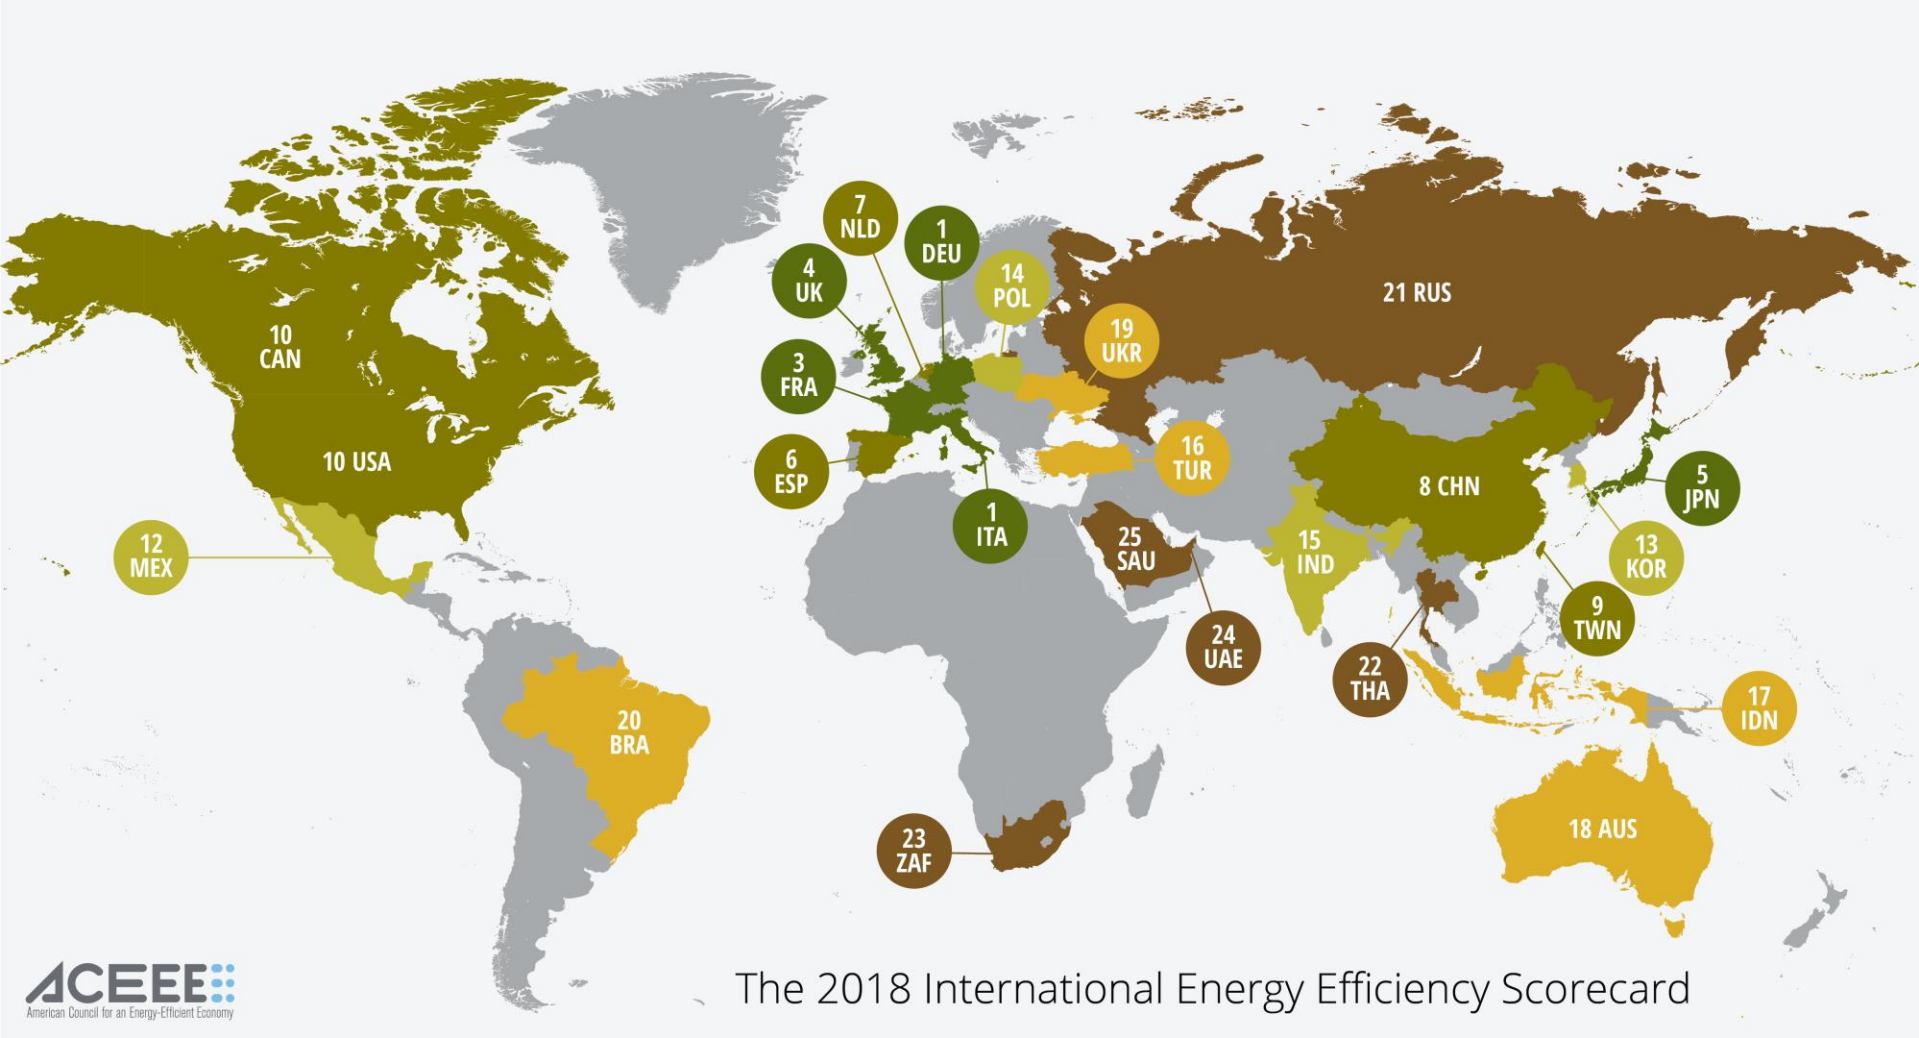 7
NLD
1
DEU
4
UK
14
POL
21 RUS
19
UKR
10
CAN
3
FRA
10 USA
6
ESP
16
TUR
8 CHN
5
JPN
12
MEX
1
ITA
25
SAU
15
IND
13
KOR
9
TWN
24
UAE
22
THA
17
IDN
20
BRA
18 AUS
23
ZAF
ACEEE
American Council for an Energy-Efficient Economy
The 2018 International Energy Efficiency Scorecard